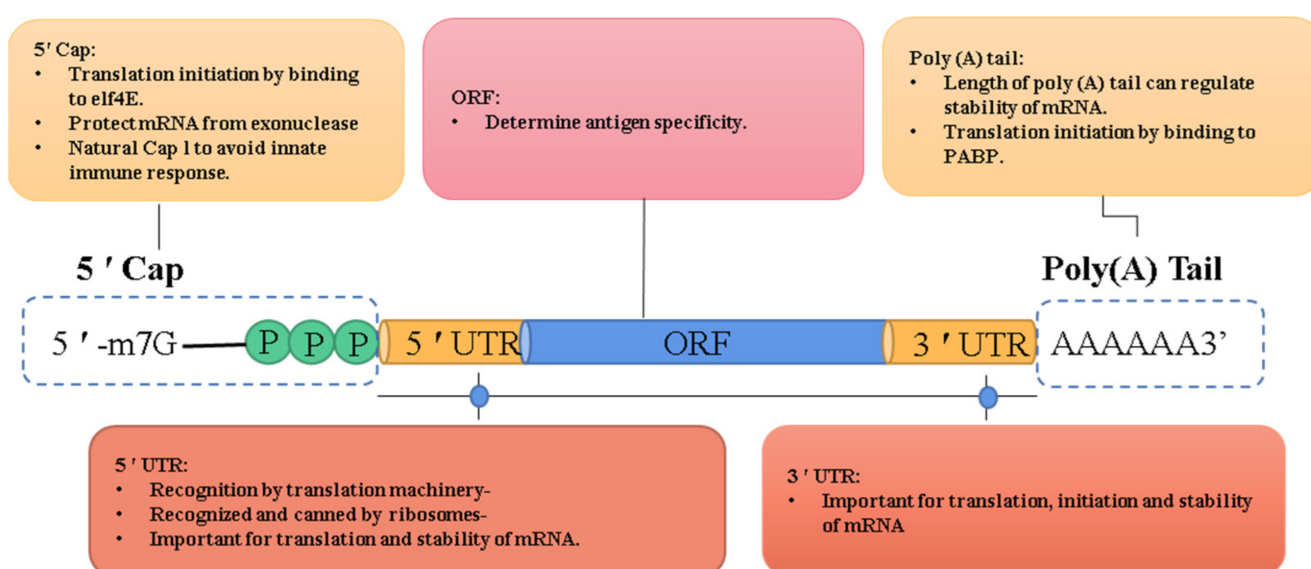 5′ Cap:
• Translation initiation by binding
to elf4E.
• Protect mRNA from exonuclease
• Natural Cap 1 to avoid innate
immune response.
ORF:
• Determine antigen specificity.
Poly (A) tail:
• Length of poly (A) tail can regulate
stability of mRNA.
• Translation initiation by binding to
PABP.
5 ′ Cap
Poly(A) Tail
5 ′ -m7G P P P 5 ′ UTR ORF 3 ′ UTR AAAAAA3’
5 ′ UTR:
• Recognition by translation machinery-
• Recognized and canned by ribosomes-
• Important for translation and stability of mRNA.
3 ′ UTR:
• Important for translation, initiation and stability
of mRNA